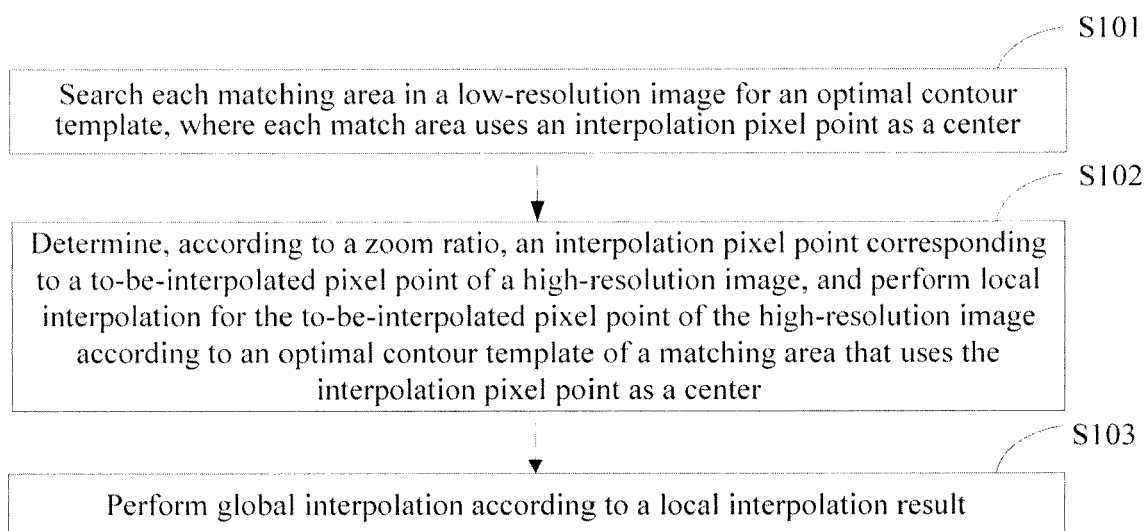 S101
Search each matching area in a low-resolution image for an optimal contour
template, where each match area uses an interpolation pixel point as a center
S102
Determine, according to a zoom ratio, an interpolation pixel point corresponding
to a to-be-interpolated pixel point of a high-resolution image, and perform local
interpolation for the to-be-interpolated pixel point of the high-resolution image
according to an optimal contour template of a matching area that uses the
interpolation pixel point as a center
S103
Perform global interpolation according to a local interpolation result